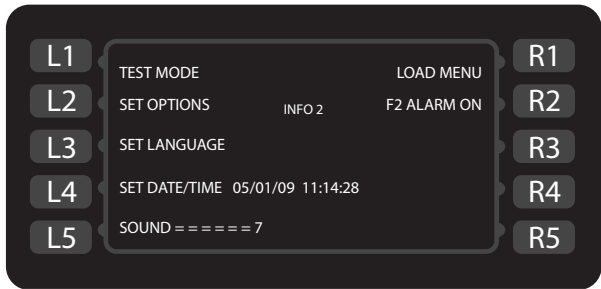 L1 TEST MODE LOAD MENU R1
L2 SET OPTIONS INFO 2 F2 ALARM ON R2
L3 SET LANGUAGE R3
L4 SET DATE/TIME 05/01/09 11:14:28 R4
L5 SOUND = = = = = = 7 R5